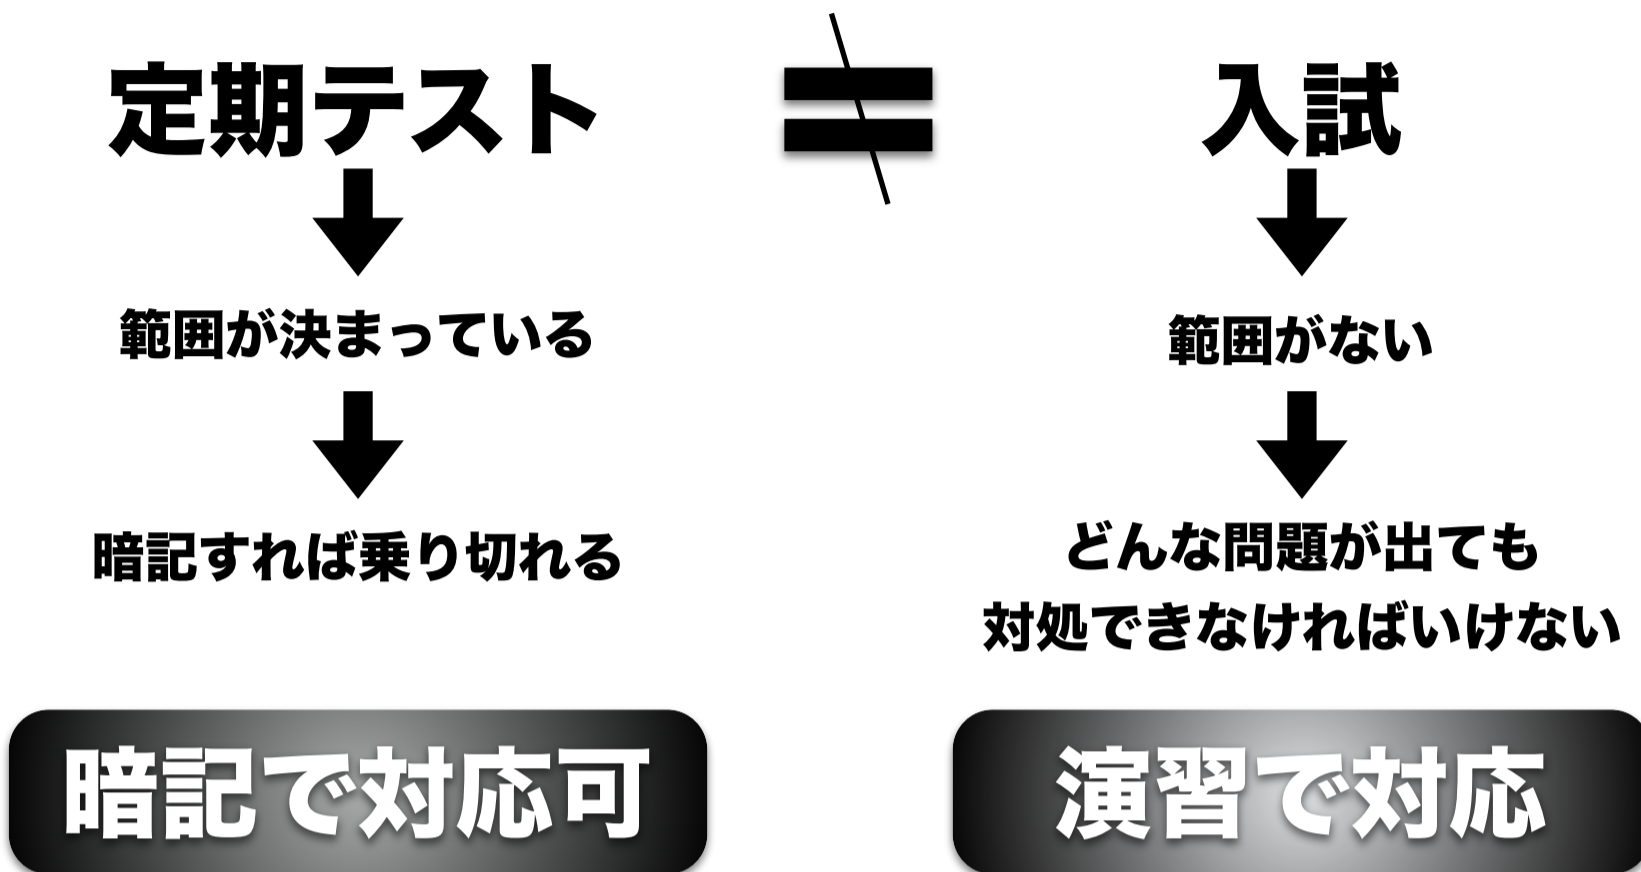 定期テスト
入試
範囲が決まっている
範囲がない
暗記すれば乗り切れる
どんな問題が出ても
対処できなければいけない
暗記で対応可
演習で対応